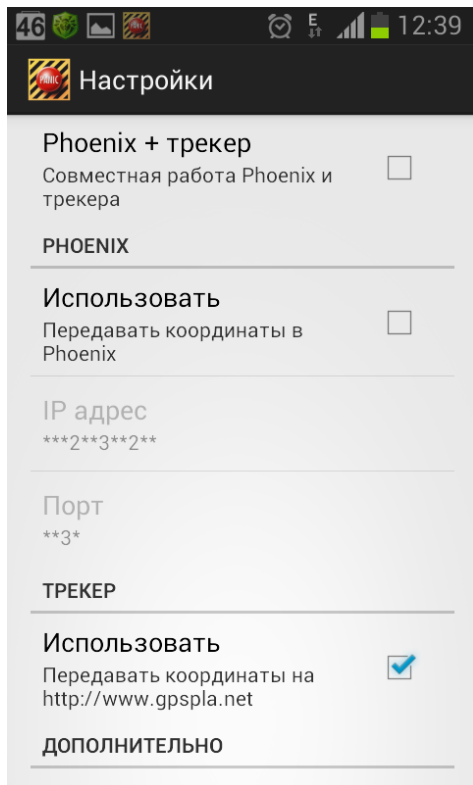 46 E 12:39
PANIC Настройки
Phoenix + трекер
Совместная работа Phoenix и
трекера
PHOENIX
Использовать
Передавать координаты в
Phoenix
IP адрес
***2**3**2**
Порт
**3*
ТРЕКЕР
Использовать
Передавать координаты на
http://www.gpspla.net
ДОПОЛНИТЕЛЬНО